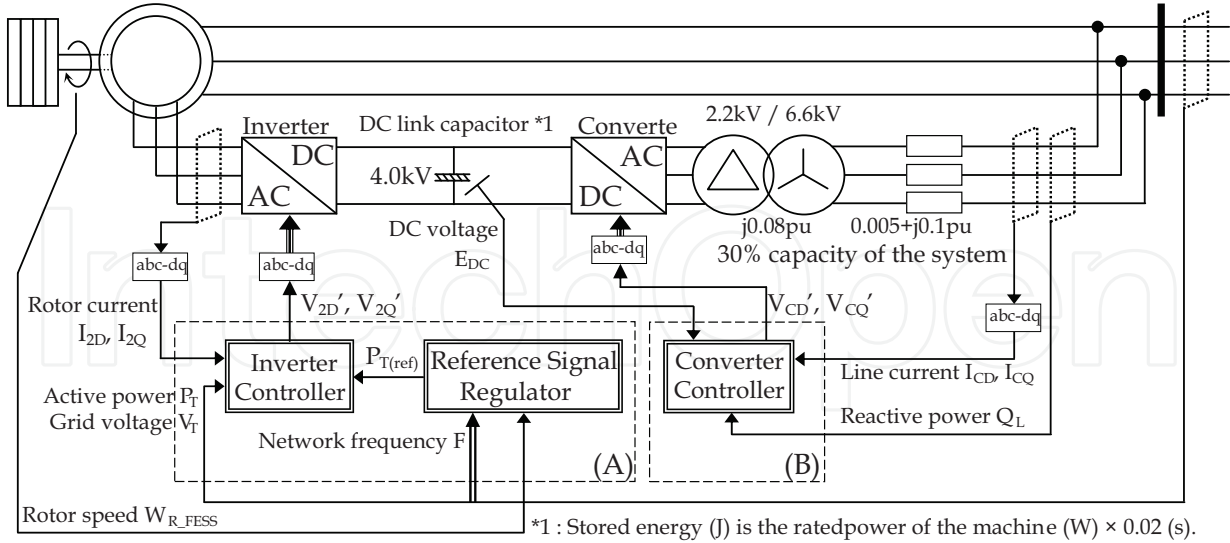 Inverter
DC
AC
DC link capacitor *1
4.0kV
DC voltage
E_DC
Converte
AC
DC
2.2kV / 6.6kV
j0.08pu
0.005+j0.1pu
30% capacity of the system
abc-dq
abc-dq
abc-dq
abc-dq
Rotor current
I_2D, I_2Q
V_2D′, V_2Q′
V_CD′, V_CQ′
Inverter
Controller
P_T(ref)
Reference Signal
Regulator
Converter
Controller
Line current I_CD, I_CQ
Active power P_T
Grid voltage V_T
Reactive power Q_L
Network frequency F
(A)
(B)
Rotor speed W_R_FESS
*1 : Stored energy (J) is the ratedpower of the machine (W) × 0.02 (s).
IntechOpen